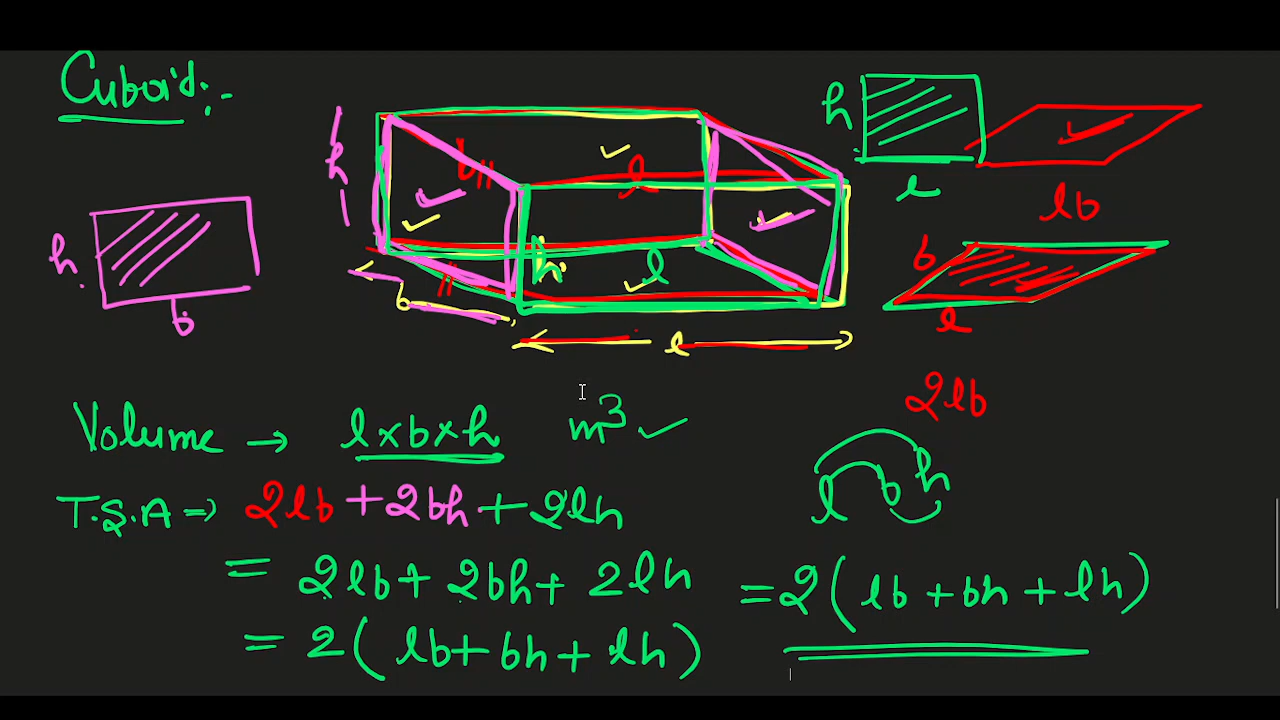 Cuboid:-
h
l
lb
h
b
h
b
l
h
l
b
l
b
l
2lb
Volume → l×b×h m³ ✓
l b h
T.S.A ⇒ 2lb+2bh+2lh
= 2lb+ 2bh+ 2lh
= 2(lb+bh+lh)
= 2(lb+bh+lh)